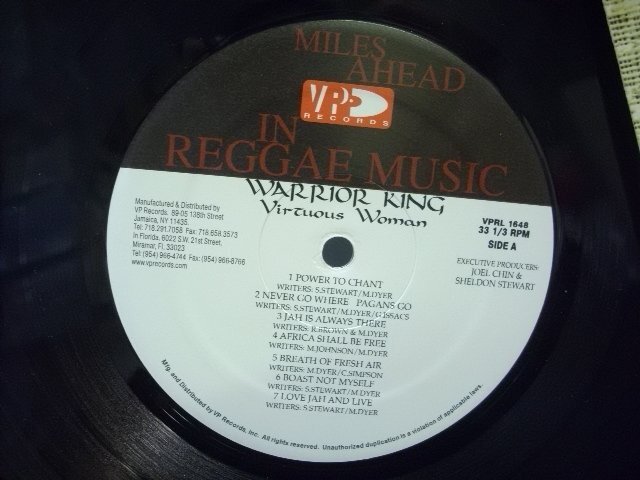 MILES
AHEAD
VP
RECORDS
IN
REGGAE MUSIC
WARRIOR KING
Virtuous Woman
Manufactured & Distributed by
VP Records. 89-05 138th Street
Jamaica, NY 11435.
Tel: 718.291.7058 Fax: 718.658.3573
In Florida. 6022 S.W. 21st Street,
Miramar, Fl. 33023
Tel: (954) 966-4744 Fax: (954) 966-8766
www.vprecords.com
VPRL 1648
33 1/3 RPM
SIDE A
EXECUTIVE PRODUCERS:
JOEL CHIN &
SHELDON STEWART
1 POWER TO CHANT
WRITERS: S.STEWART/M.DYER
2 NEVER GO WHERE PAGANS GO
WRITERS: S.STEWART/M.DYER/G.ISSACS
3 JAH IS ALWAYS THERE
WRITERS: R.BROWN & M.DYER
4 AFRICA SHALL BE FREE
WRITERS: M.JOHNSON/M.DYER
5 BREATH OF FRESH AIR
WRITERS: M.DYER/C.SIMPSON
6 BOAST NOT MYSELF
WRITERS: S.STEWART/M.DYER
7 LOVE JAH AND LIVE
WRITERS: S.STEWART/M.DYER
Mfg. and Distributed by VP Records, Inc. All rights reserved. Unauthorized duplication is a violation of applicable laws.